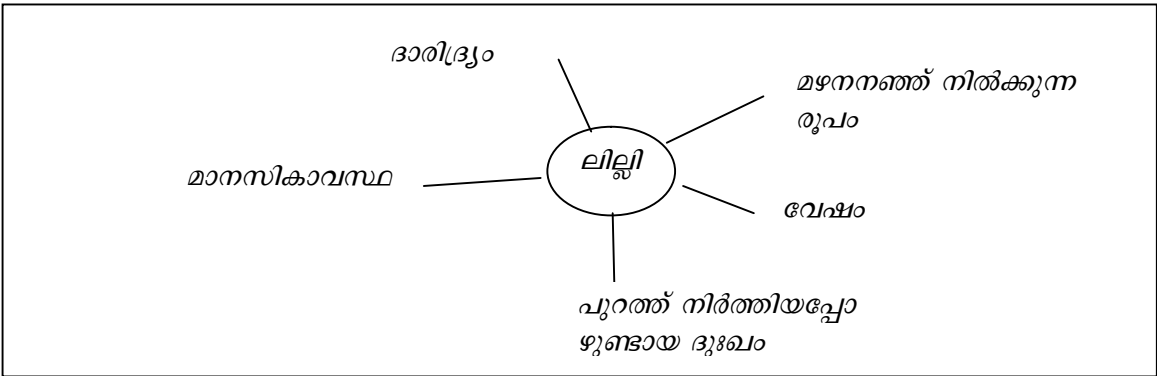 ദാരിദ്ര്യം
മഴനനഞ്ഞ് നിൽക്കുന്ന
രൂപം
ലില്ലി
മാനസികാവസ്ഥ
വേഷം
പുറത്ത് നിർത്തിയപ്പോ
ഴുണ്ടായ ദുഃഖം